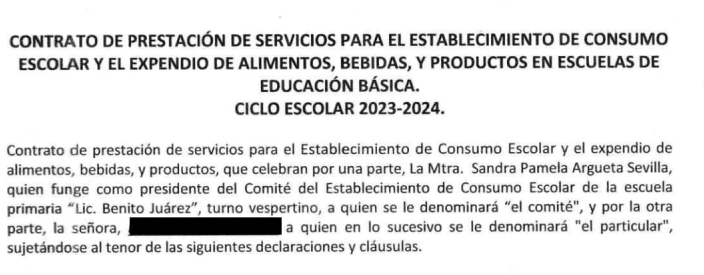 CONTRATO DE PRESTACIÓN DE SERVICIOS PARA EL ESTABLECIMIENTO DE CONSUMO
ESCOLAR Y EL EXPENDIO DE ALIMENTOS, BEBIDAS, Y PRODUCTOS EN ESCUELAS DE
EDUCACIÓN BÁSICA.
CICLO ESCOLAR 2023-2024.
Contrato de prestación de servicios para el Establecimiento de Consumo Escolar y el expendio de
alimentos, bebidas, y productos, que celebran por una parte, La Mtra. Sandra Pamela Argueta Sevilla,
quien funge como presidente del Comité del Establecimiento de Consumo Escolar de la escuela
primaria “Lic. Benito Juárez”, turno vespertino, a quien se le denominará “el comité", y por la otra
parte, la señora, a quien en lo sucesivo se le denominará "el particular",
sujetándose al tenor de las siguientes declaraciones y cláusulas.